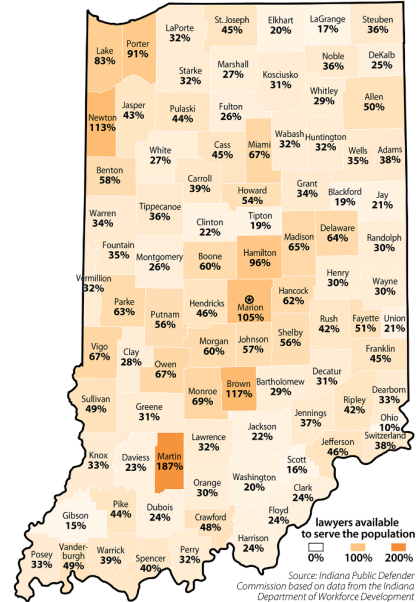 St. Joseph
45%
Elkhart
20%
LaGrange
17%
Steuben
36%
LaPorte
32%
Lake
83%
Porter
91%
Noble
36%
DeKalb
25%
Marshall
27%
Starke
32%
Kosciusko
31%
Whitley
29%
Allen
50%
Newton
113%
Jasper
43%
Pulaski
44%
Fulton
26%
Wabash
32%
Huntington
32%
Wells
35%
Adams
38%
White
27%
Cass
45%
Miami
67%
Benton
58%
Carroll
39%
Howard
54%
Grant
34%
Blackford
19%
Jay
21%
Tippecanoe
36%
Warren
34%
Clinton
22%
Tipton
19%
Madison
65%
Delaware
64%
Randolph
30%
Fountain
35%
Montgomery
26%
Boone
60%
Hamilton
96%
Vermillion
32%
Henry
30%
Wayne
30%
Parke
63%
Putnam
56%
Hendricks
46%
Marion
105%
Hancock
62%
Rush
42%
Fayette
51%
Union
21%
Vigo
67%
Clay
28%
Morgan
60%
Johnson
57%
Shelby
56%
Franklin
45%
Owen
67%
Decatur
31%
Sullivan
49%
Greene
31%
Monroe
69%
Brown
117%
Bartholomew
29%
Ripley
42%
Dearborn
33%
Ohio
10%
Jennings
37%
Switzerland
38%
Jackson
22%
Jefferson
46%
Lawrence
32%
Knox
33%
Daviess
23%
Martin
187%
Scott
16%
Washington
20%
Clark
24%
Orange
30%
Gibson
15%
Pike
44%
Dubois
24%
Crawford
48%
Floyd
24%
Harrison
24%
Posey
33%
Vander-
burgh
49%
Warrick
39%
Spencer
40%
Perry
32%
lawyers available
to serve the population
0% 100% 200%
Source: Indiana Public Defender
Commission based on data from the Indiana
Department of Workforce Development